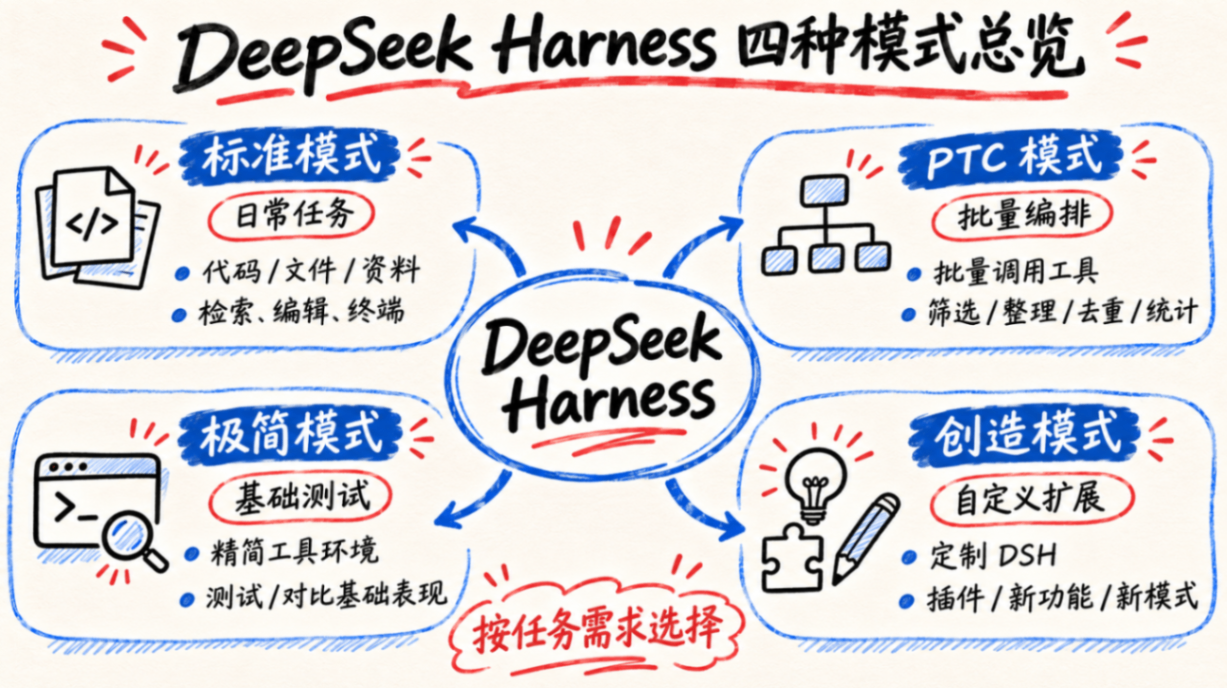 DeepSeek Harness 四种模式总览
标准模式
日常任务
代码 / 文件 / 资料
检索、编辑、终端
PTC 模式
批量编排
批量调用工具
筛选 / 整理 / 去重 / 统计
DeepSeek
Harness
极简模式
基础测试
精简工具环境
测试 / 对比基础表现
创造模式
自定义扩展
定制 DSH
插件 / 新功能 / 新模式
按任务需求选择